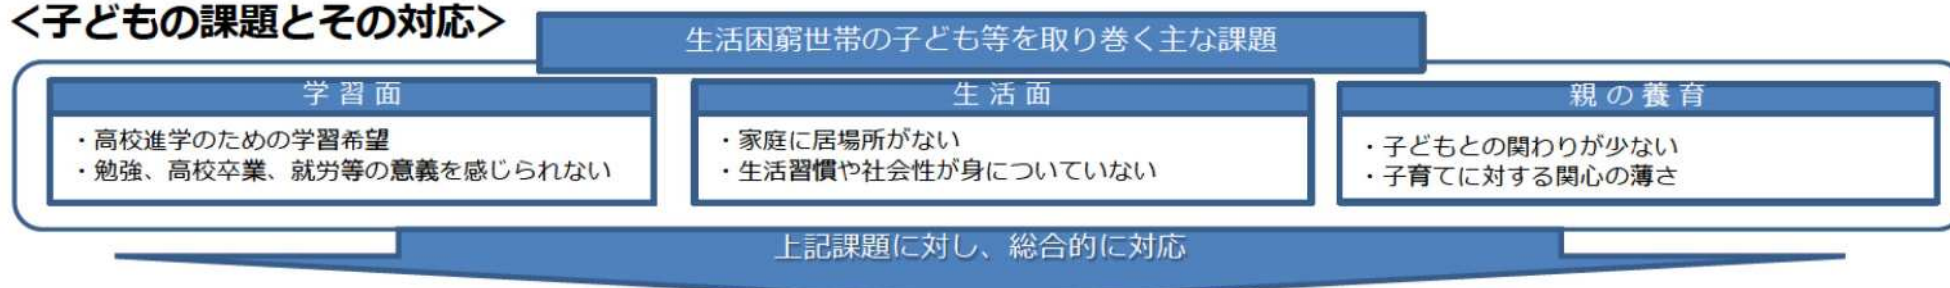 <子どもの課題とその対応>
生活困窮世帯の子ども等を取り巻く主な課題
学習面
・高校進学のための学習希望
・勉強、高校卒業、就労等の意義を感じられない
生活面
・家庭に居場所がない
・生活習慣や社会性が身についていない
親の養育
・子どもとの関わりが少ない
・子育てに対する関心の薄さ
上記課題に対し、総合的に対応